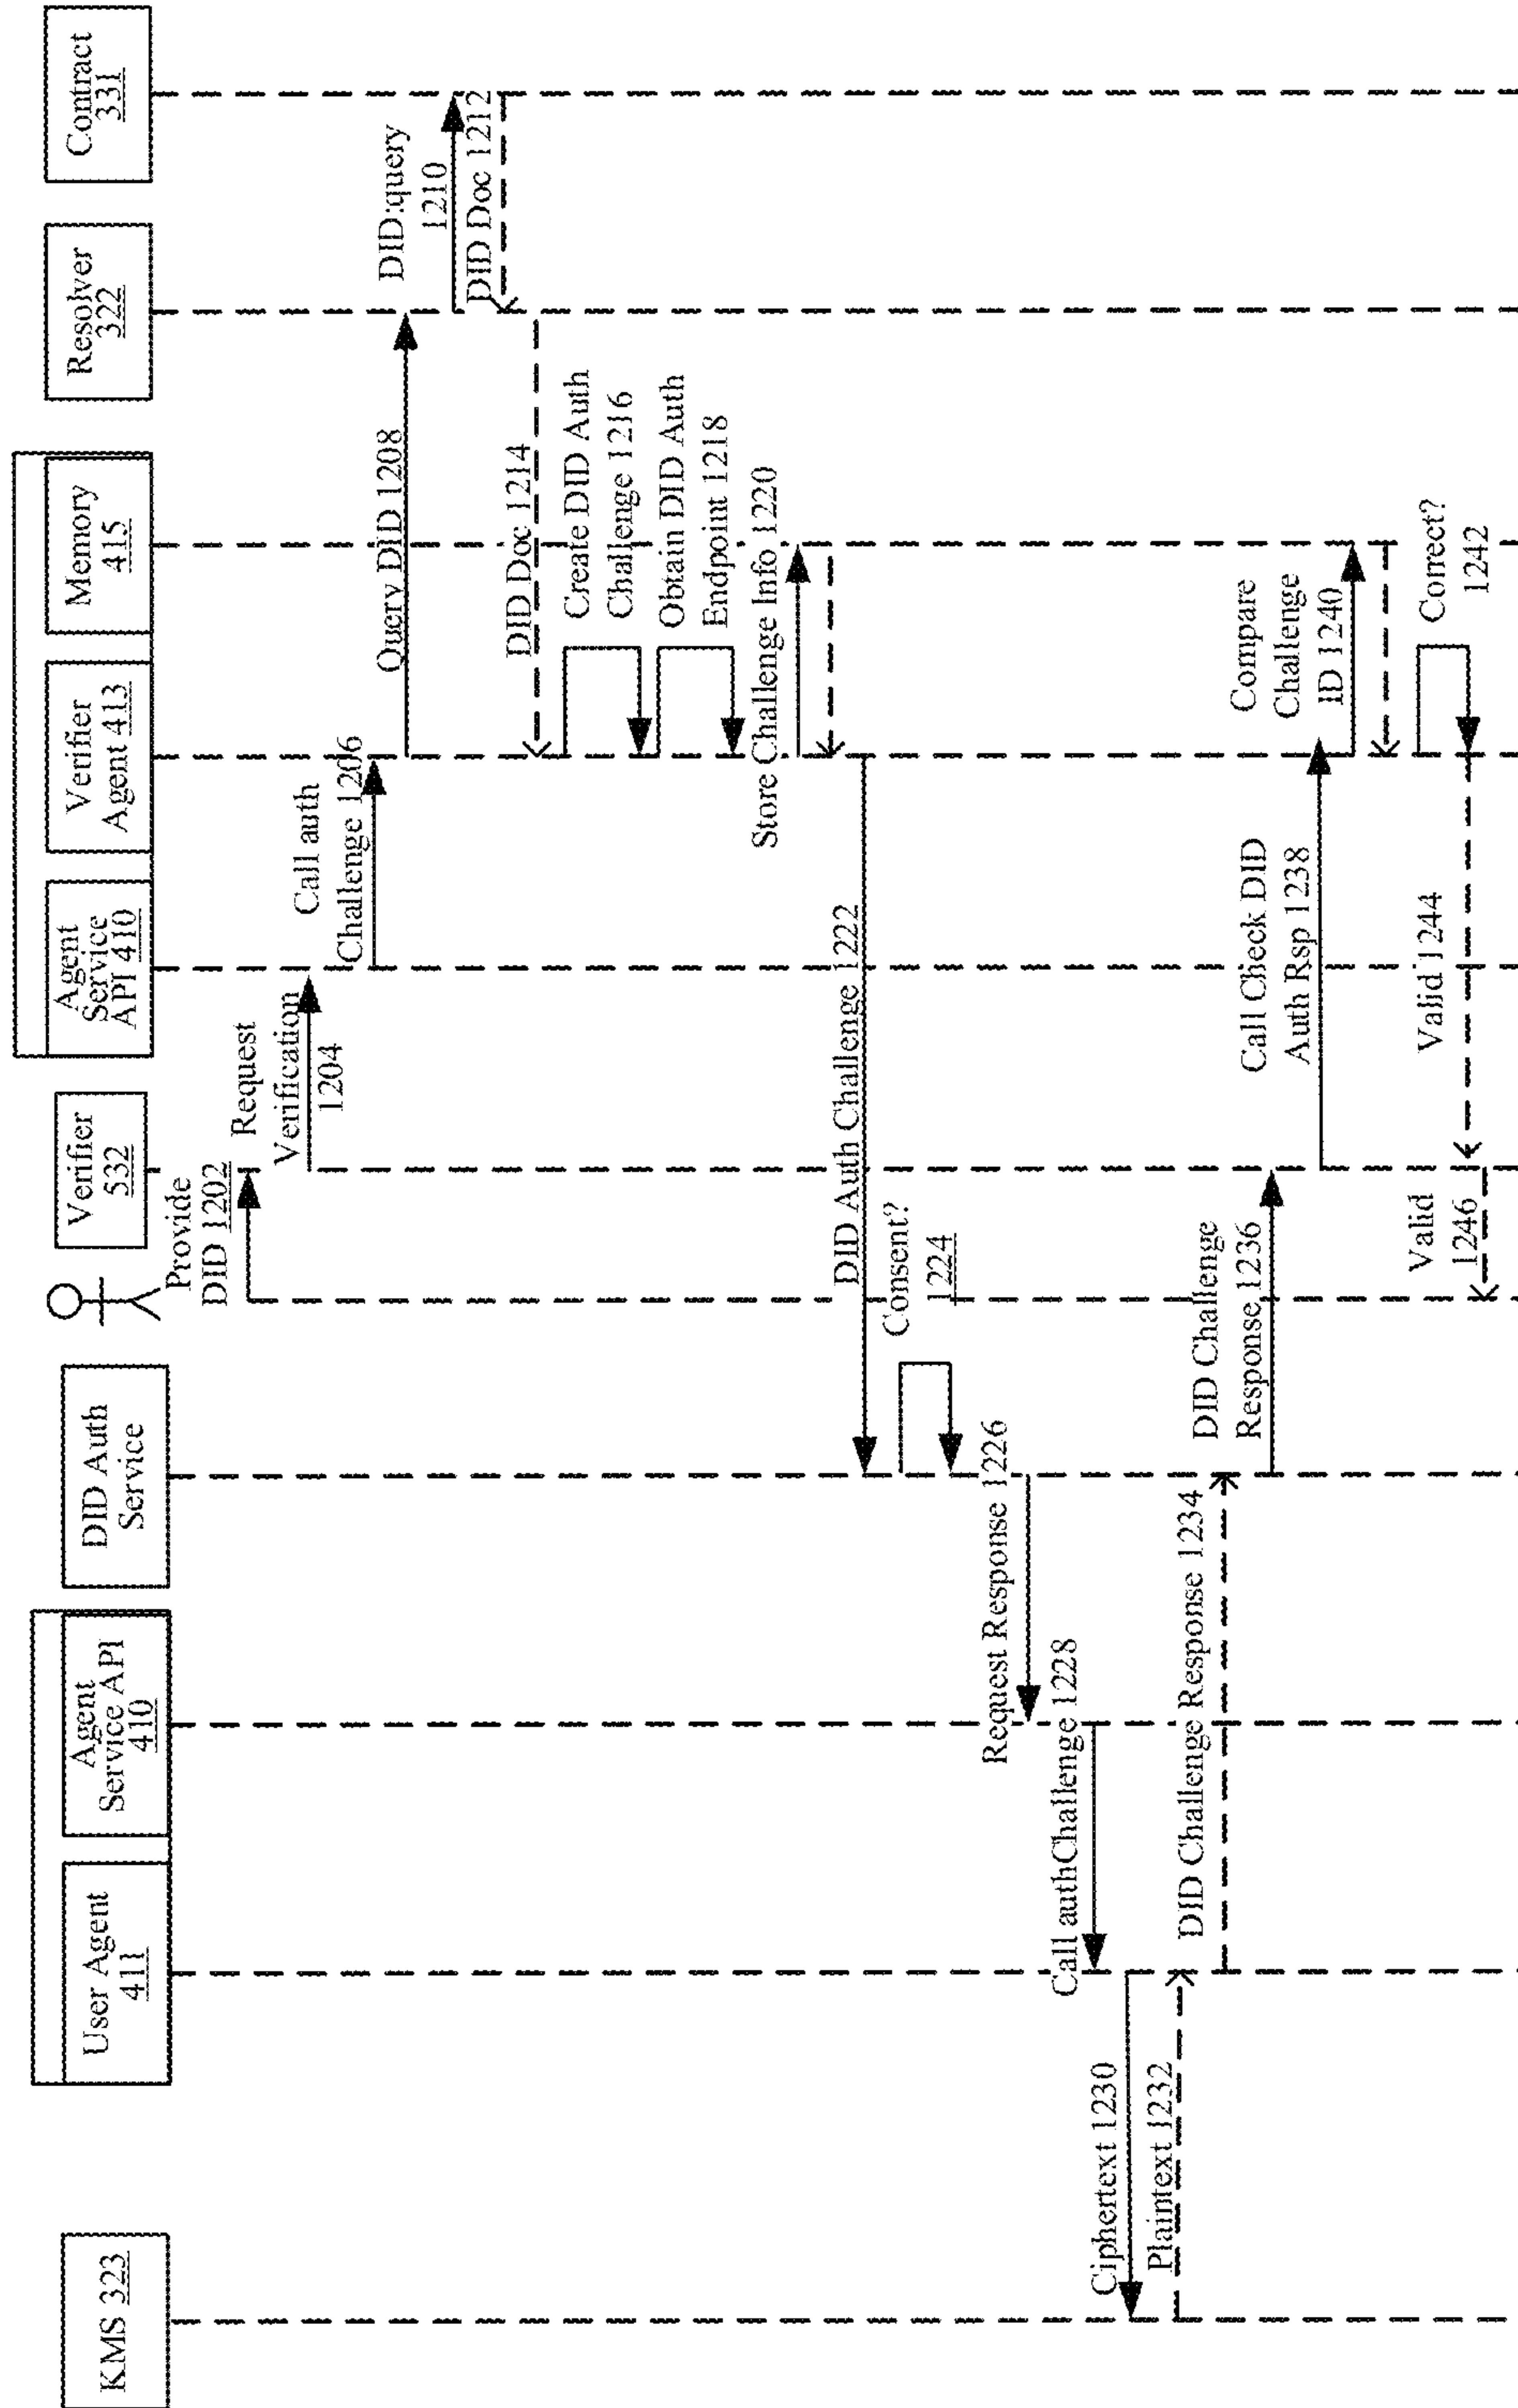 KMS 323
User Agent
411
Agent
Service API
410
DID Auth
Service
Verifier
532
Agent
Service
API 410
Verifier
Agent 413
Memory
415
Resolver
322
Contract
331
Provide
DID 1202
Request
Verification
1204
Call auth
Challenge 1206
Query DID 1208
DID:query
1210
DID Doc 1212
DID Doc 1214
Create DID Auth
Challenge 1216
Obtain DID Auth
Endpoint 1218
Store Challenge Info 1220
DID Auth Challenge 1222
Consent?
1224
Request Response 1226
Call authChallenge 1228
Ciphertext 1230
Plaintext 1232
DID Challenge Response 1234
DID Challenge
Response 1236
Call Check DID
Auth Rsp 1238
Compare
Challenge
ID 1240
Correct?
1242
Valid 1244
Valid
1246